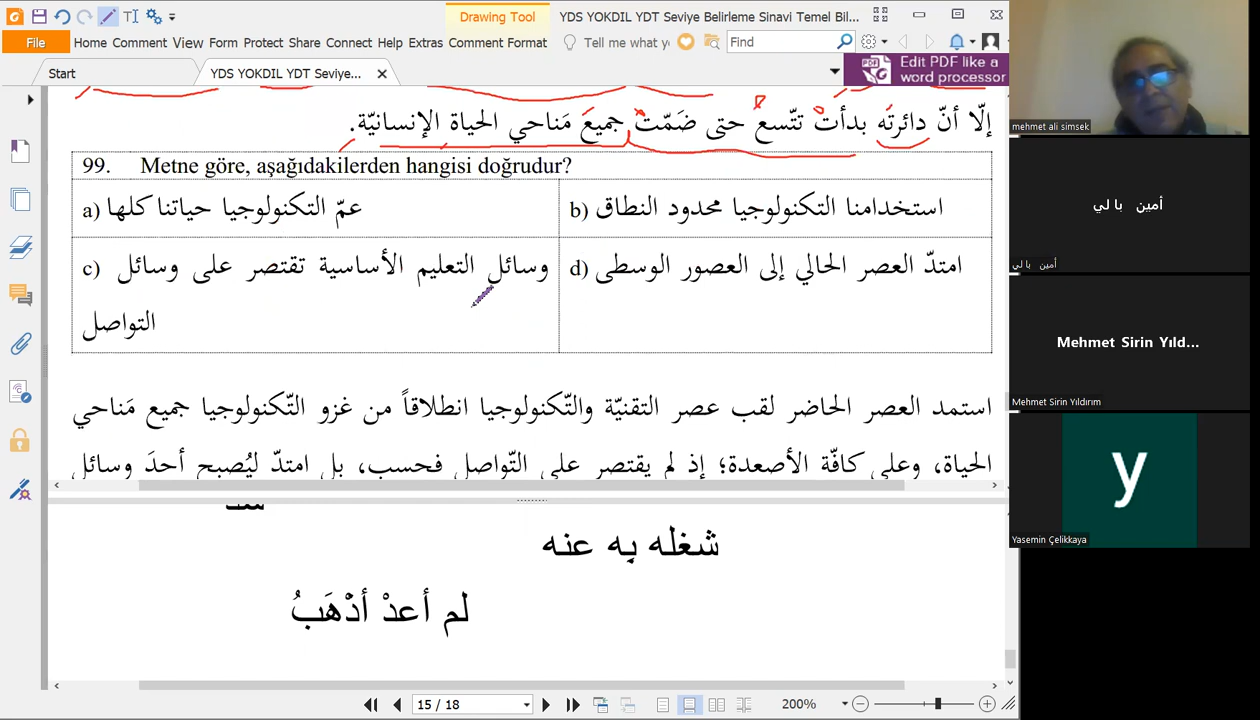 YDS YOKDIL YDT Seviye Belirleme Sinavi Temel Bil...
Drawing Tool
File Home Comment View Form Protect Share Connect Help Extras Comment Format
Tell me
Find
Start
YDS YOKDIL YDT Seviye...
Edit PDF like a
word processor
إلّا أنّ دائرتَه بدأت تتّسع حتى ضَمّت جميعَ مَناحي الحياة الإنسانيّة.
99. Metne göre, aşağıdakilerden hangisi doğrudur?
a) عمّ التكنولوجيا حياتنا كلها
b) استخدامنا التكنولوجيا محدود النطاق
c) وسائل التعليم الأساسية تقتصر على وسائل
التواصل
d) امتدّ العصر الحالي إلى العصور الوسطى
استمد العصر الحاضر لقب عصر التقنيّة والتّكنولوجيا انطلاقاً من غزو التّكنولوجيا جميع مَناحي
الحياة، وعلى كافّة الأصعدة؛ إذ لم يقتصر على التّواصل فحسب، بل امتدّ ليُصبح أحدَ وسائل
شغله به عنه
لم أعدْ أذْهَبُ
15 / 18
200%
mehmet ali simsek
أمين بالي
أمين بالي
Mehmet Sirin Yıld...
Mehmet Sirin Yıldırım
y
Yasemin Çelikkaya